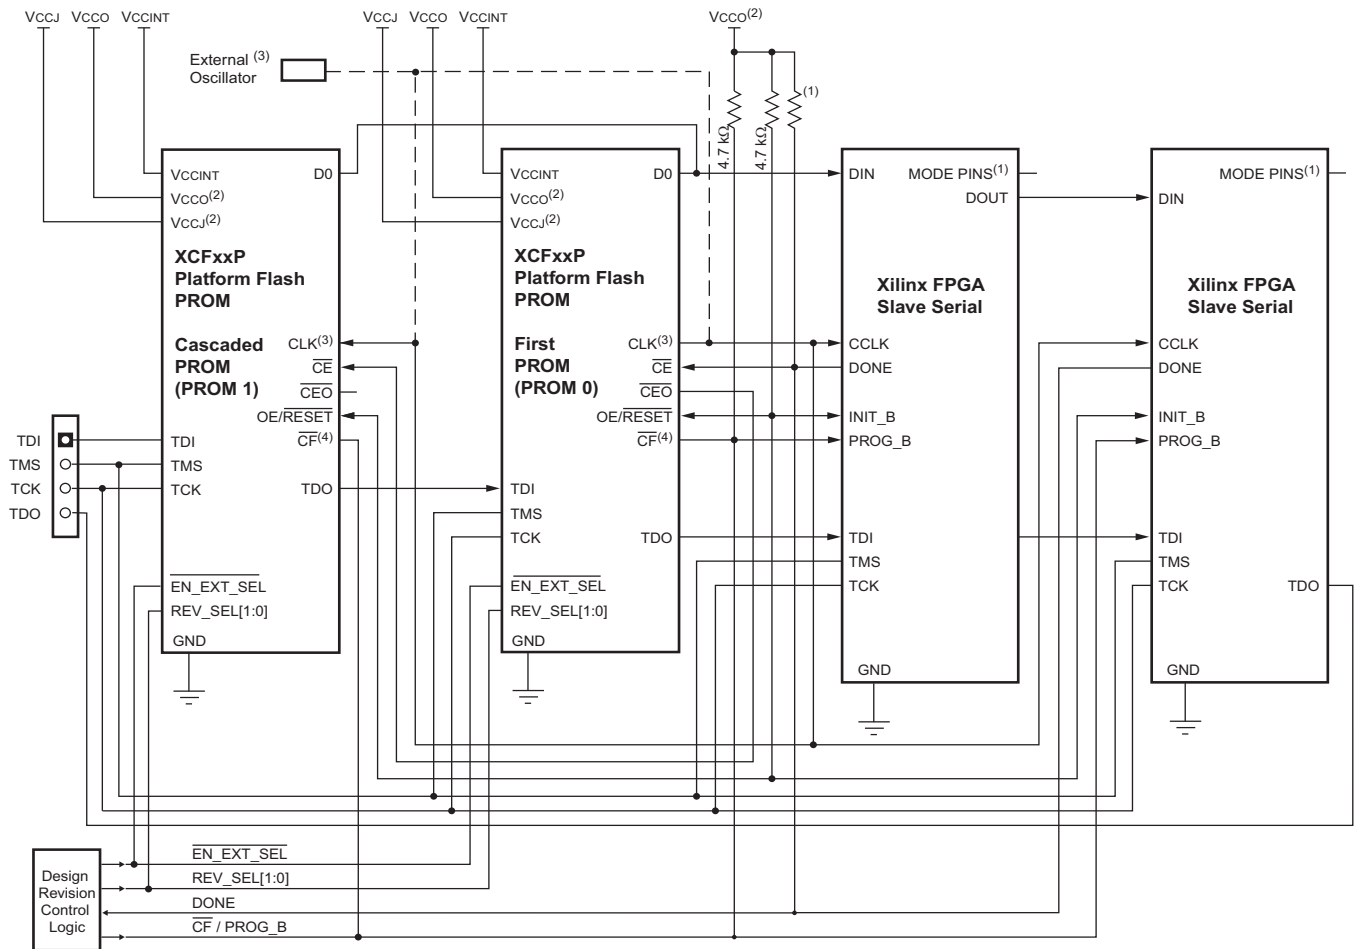 VCCJ VCCO VCCINT
VCCJ VCCO VCCINT
VCCO(2)
External (3)
Oscillator
4.7 kΩ
4.7 kΩ
(1)
VCCINT
VCCO(2)
VCCJ(2)
D0
XCFxxP
Platform Flash
PROM
Cascaded
PROM
(PROM 1)
CLK(3)
CE
CEO
OE/RESET
CF(4)
TDI
TMS
TCK
TDO
EN_EXT_SEL
REV_SEL[1:0]
GND
VCCINT
VCCO(2)
VCCJ(2)
D0
XCFxxP
Platform Flash
PROM
First
PROM
(PROM 0)
CLK(3)
CE
CEO
OE/RESET
CF(4)
TDI
TMS
TCK
TDO
EN_EXT_SEL
REV_SEL[1:0]
GND
DIN
MODE PINS(1)
DOUT
Xilinx FPGA
Slave Serial
CCLK
DONE
INIT_B
PROG_B
TDI
TMS
TCK
GND
MODE PINS(1)
DIN
Xilinx FPGA
Slave Serial
CCLK
DONE
INIT_B
PROG_B
TDI
TMS
TCK
TDO
GND
TDI
TMS
TCK
TDO
Design
Revision
Control
Logic
EN_EXT_SEL
REV_SEL[1:0]
DONE
CF / PROG_B